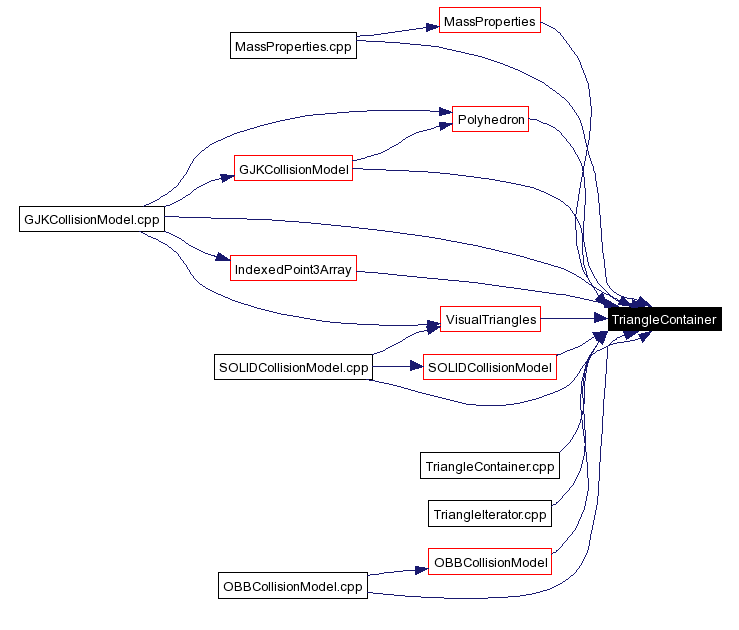 MassProperties
MassProperties.cpp
Polyhedron
GJKCollisionModel
GJKCollisionModel.cpp
IndexedPoint3Array
VisualTriangles
TriangleContainer
SOLIDCollisionModel.cpp
SOLIDCollisionModel
TriangleContainer.cpp
TriangleIterator.cpp
OBBCollisionModel
OBBCollisionModel.cpp